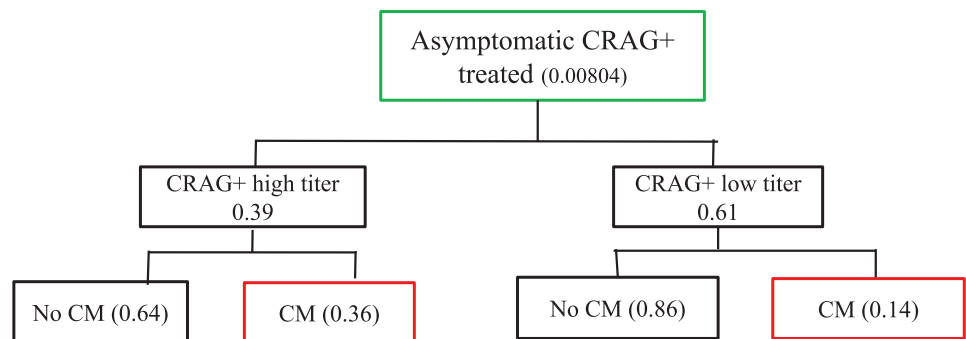 Asymptomatic CRAG+
treated (0.00804)
CRAG+ high titer
0.39
CRAG+ low titer
0.61
No CM (0.64)
CM (0.36)
No CM (0.86)
CM (0.14)